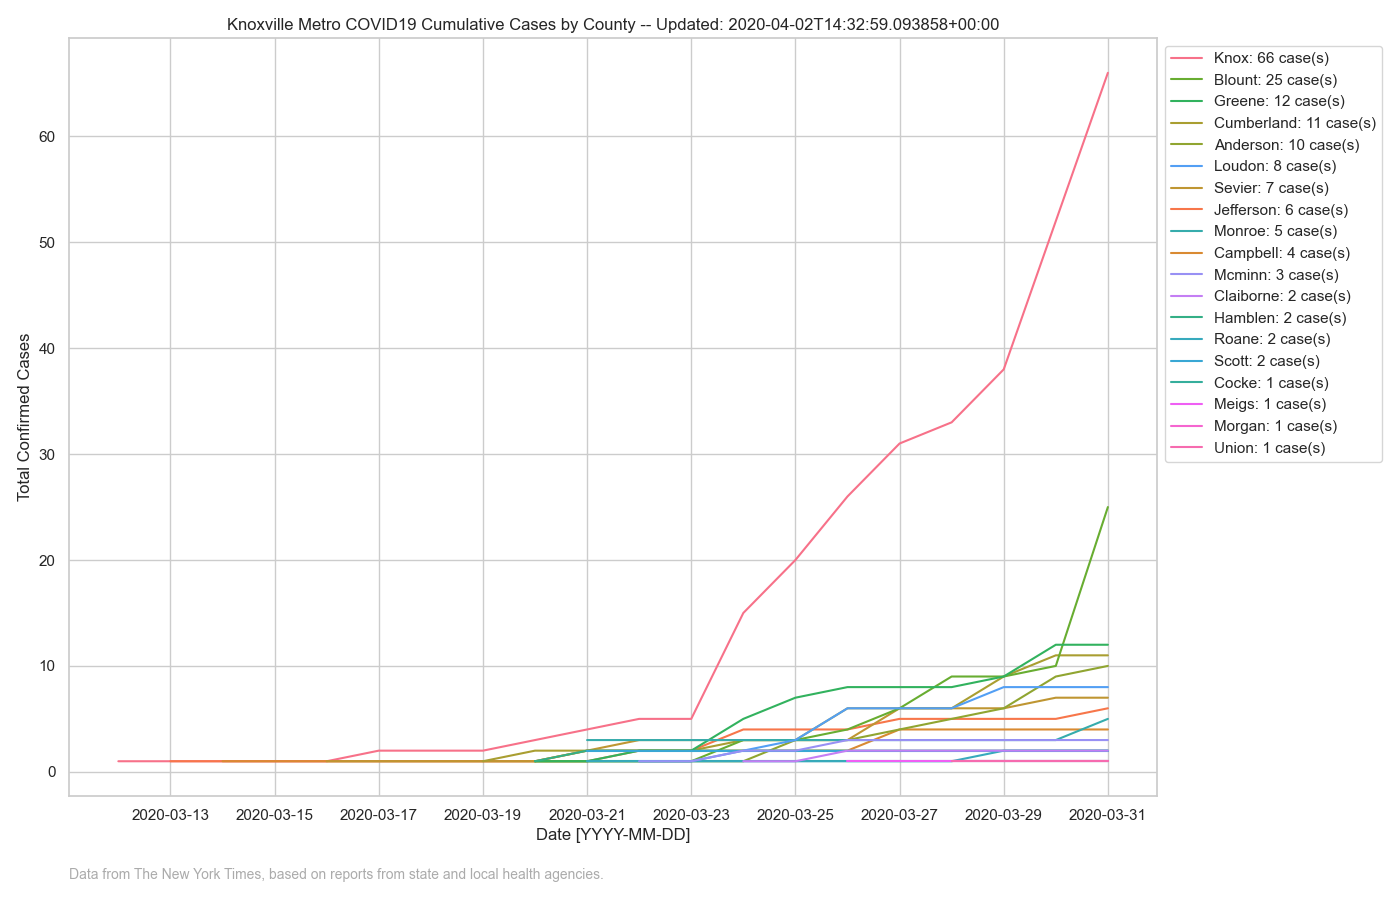 Knoxville Metro COVID19 Cumulative Cases by County -- Updated: 2020-04-02T14:32:59.093858+00:00
Knox: 66 case(s)
Blount: 25 case(s)
Greene: 12 case(s)
Cumberland: 11 case(s)
Anderson: 10 case(s)
Loudon: 8 case(s)
Sevier: 7 case(s)
Jefferson: 6 case(s)
Monroe: 5 case(s)
Campbell: 4 case(s)
Mcminn: 3 case(s)
Claiborne: 2 case(s)
Hamblen: 2 case(s)
Roane: 2 case(s)
Scott: 2 case(s)
Cocke: 1 case(s)
Meigs: 1 case(s)
Morgan: 1 case(s)
Union: 1 case(s)
Total Confirmed Cases
60
50
40
30
20
10
0
2020-03-13 2020-03-15 2020-03-17 2020-03-19 2020-03-21 2020-03-23 2020-03-25 2020-03-27 2020-03-29 2020-03-31
Date [YYYY-MM-DD]
Data from The New York Times, based on reports from state and local health agencies.